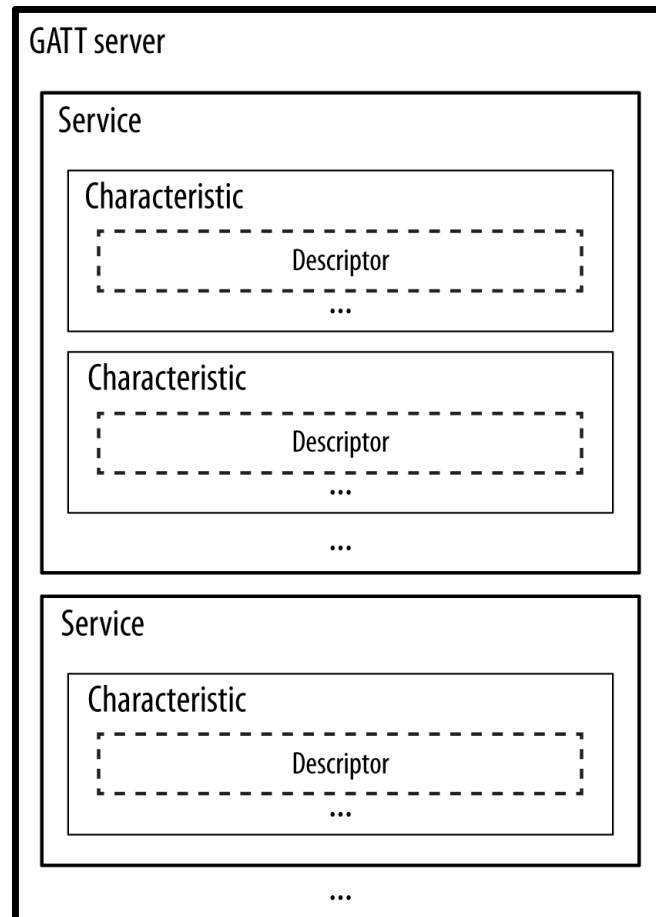 GATT server
Service
Characteristic
Descriptor
...
Characteristic
Descriptor
...
...
Service
Characteristic
Descriptor
...
...